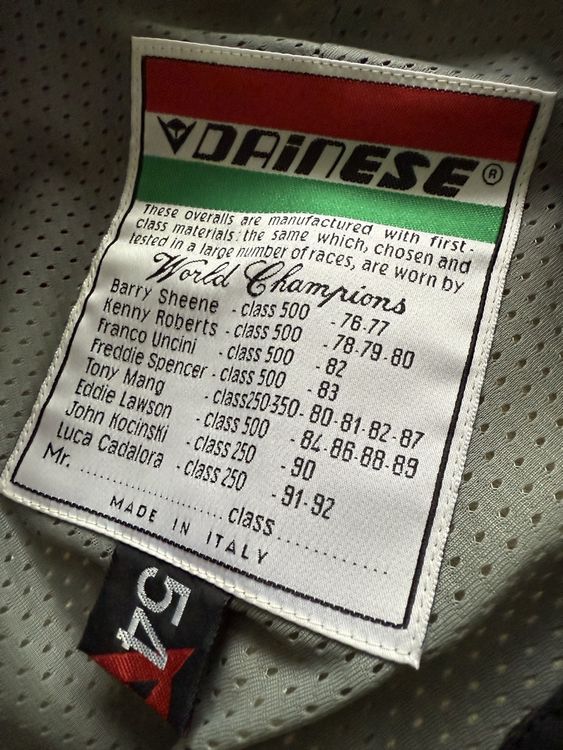 DAINESE ®
These overalls are manufactured with first-
class materials: the same which, chosen and
tested in a large number of races, are worn by
World Champions
Barry Sheene - class 500 - 76-77
Kenny Roberts - class 500 - 78-79-80
Franco Uncini - class 500 - 82
Freddie Spencer - class 500 - 83
Tony Mang - class 250-350 - 80-81-82-87
Eddie Lawson - class 500 - 84-86-88-89
John Kocinski - class 250 - 90
Luca Cadalora - class 250 - 91-92
Mr. .................... class ....................
MADE IN ITALY
54